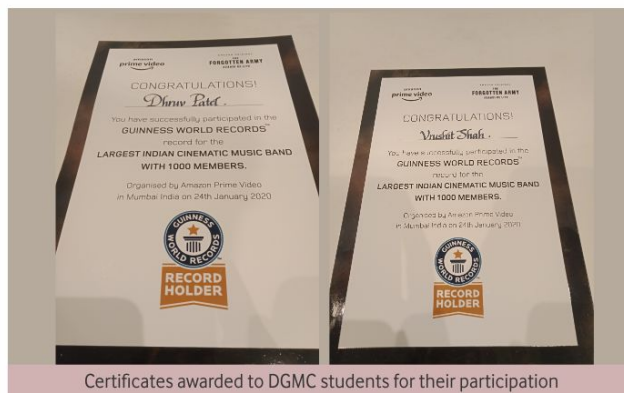 amazon
prime video
THE
FORGOTTEN ARMY
CONGRATULATIONS!
Dhruv Patel.
You have successfully participated in the
GUINNESS WORLD RECORDS™
record for the
LARGEST INDIAN CINEMATIC MUSIC BAND
WITH 1000 MEMBERS.
Organised by Amazon Prime Video
in Mumbai India on 24th January 2020
GUINNESS
WORLD RECORDS
RECORD
HOLDER
amazon
prime video
THE
FORGOTTEN ARMY
CONGRATULATIONS!
Vrushit Shah.
You have successfully participated in the
GUINNESS WORLD RECORDS™
record for the
LARGEST INDIAN CINEMATIC MUSIC BAND
WITH 1000 MEMBERS.
Organised by Amazon Prime Video
in Mumbai India on 24th January 2020
GUINNESS
WORLD RECORDS
RECORD
HOLDER
Certificates awarded to DGMC students for their participation